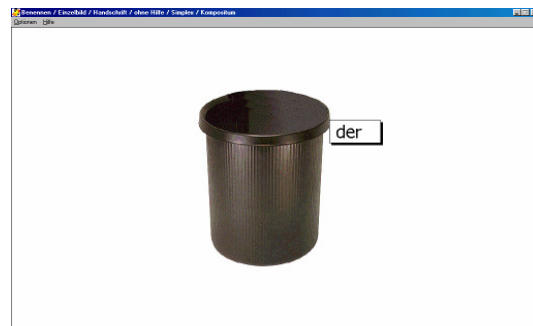 Benennen / Einzelbild / Handschrift / ohne Hilfe / Simplex / Kompositum
Optionen Hilfe
der